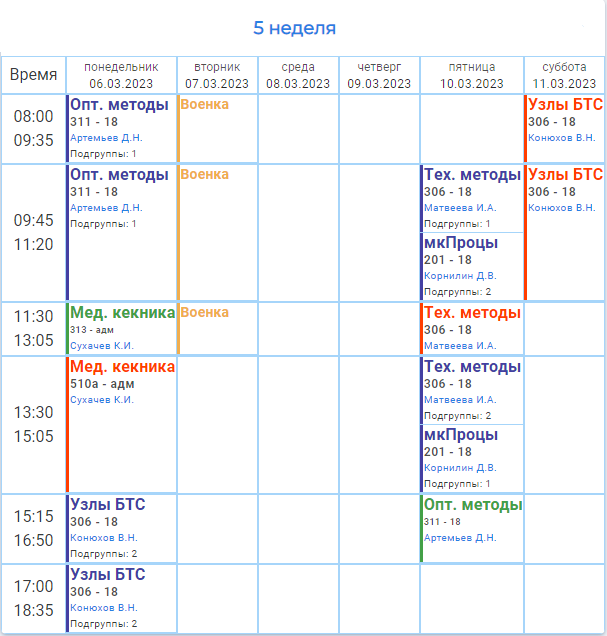 5 неделя
Время
понедельник
06.03.2023
вторник
07.03.2023
среда
08.03.2023
четверг
09.03.2023
пятница
10.03.2023
суббота
11.03.2023
08:00
09:35
Опт. методы
311 - 18
Артемьев Д.Н.
Подгруппы: 1
Военка
Узлы БТС
306 - 18
Конюхов В.Н.
09:45
11:20
Опт. методы
311 - 18
Артемьев Д.Н.
Подгруппы: 1
Военка
Тех. методы
306 - 18
Матвеева И.А.
Подгруппы: 1
мкПроцы
201 - 18
Корнилин Д.В.
Подгруппы: 2
Узлы БТС
306 - 18
Конюхов В.Н.
11:30
13:05
Мед. кекника
313 - адм
Сухачев К.И.
Военка
Тех. методы
306 - 18
Матвеева И.А.
13:30
15:05
Мед. кекника
510а - адм
Сухачев К.И.
Тех. методы
306 - 18
Матвеева И.А.
Подгруппы: 2
мкПроцы
201 - 18
Корнилин Д.В.
Подгруппы: 1
15:15
16:50
Узлы БТС
306 - 18
Конюхов В.Н.
Подгруппы: 2
Опт. методы
311 - 18
Артемьев Д.Н.
17:00
18:35
Узлы БТС
306 - 18
Конюхов В.Н.
Подгруппы: 2